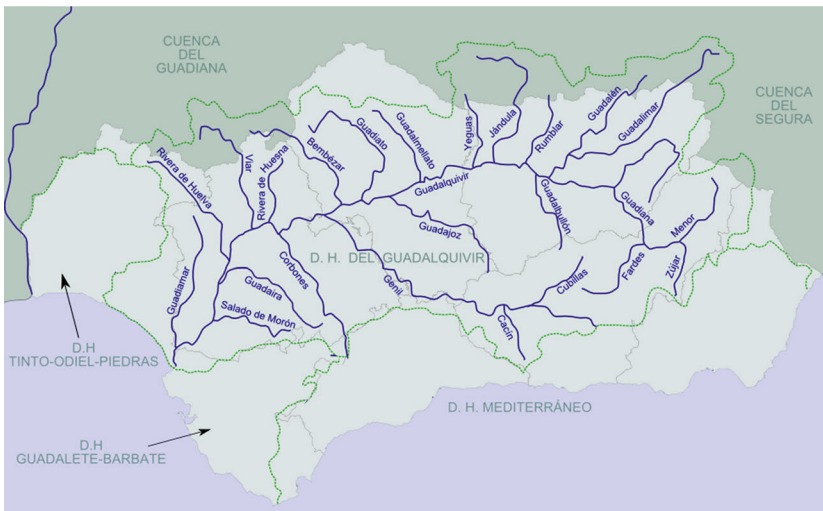 CUENCA
DEL
GUADIANA
CUENCA
DEL
SEGURA
Rivera de Huelva
Viar
Rivera de Huesna
Bembézar
Guadiato
Guadalmellato
Yeguas
Jándula
Rumblar
Guadalén
Guadalimar
Guadalquivir
Guadalbullón
Guadiana
Menor
Guadajoz
D. H. DEL GUADALQUIVIR
Corbones
Genil
Cubillas
Fardes
Zújar
Guadiamar
Guadaira
Salado de Morón
Cacín
D.H
TINTO-ODIEL-PIEDRAS
D. H. MEDITERRÁNEO
D.H
GUADALETE-BARBATE